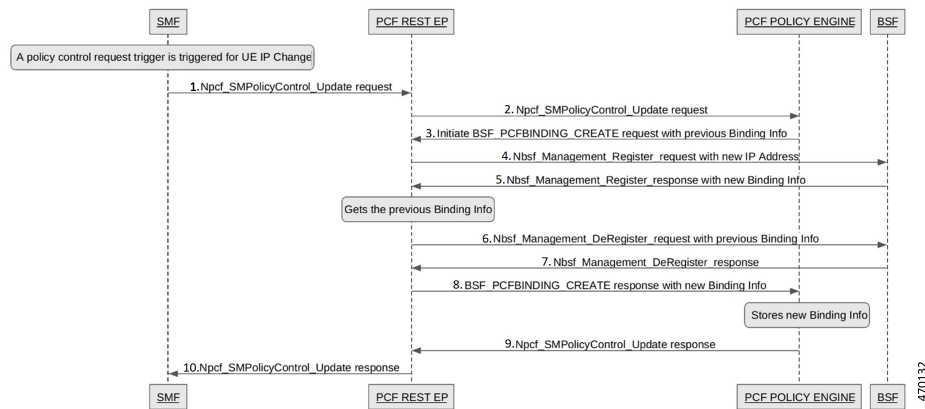 SMF
PCF REST EP
PCF POLICY ENGINE
BSF
A policy control request trigger is triggered for UE IP Change
1.Npcf_SMPolicyControl_Update request
2. Npcf_SMPolicyControl_Update request
3. Initiate BSF_PCFBINDING_CREATE request with previous Binding Info
4. Nbsf_Management_Register_request with new IP Address
5. Nbsf_Management_Register_response with new Binding Info
Gets the previous Binding Info
6. Nbsf_Management_DeRegister_request with previous Binding Info
7. Nbsf_Management_DeRegister_response
8. BSF_PCFBINDING_CREATE response with new Binding Info
Stores new Binding Info
9. Npcf_SMPolicyControl_Update response
10.Npcf_SMPolicyControl_Update response
SMF
PCF REST EP
PCF POLICY ENGINE
BSF
470132